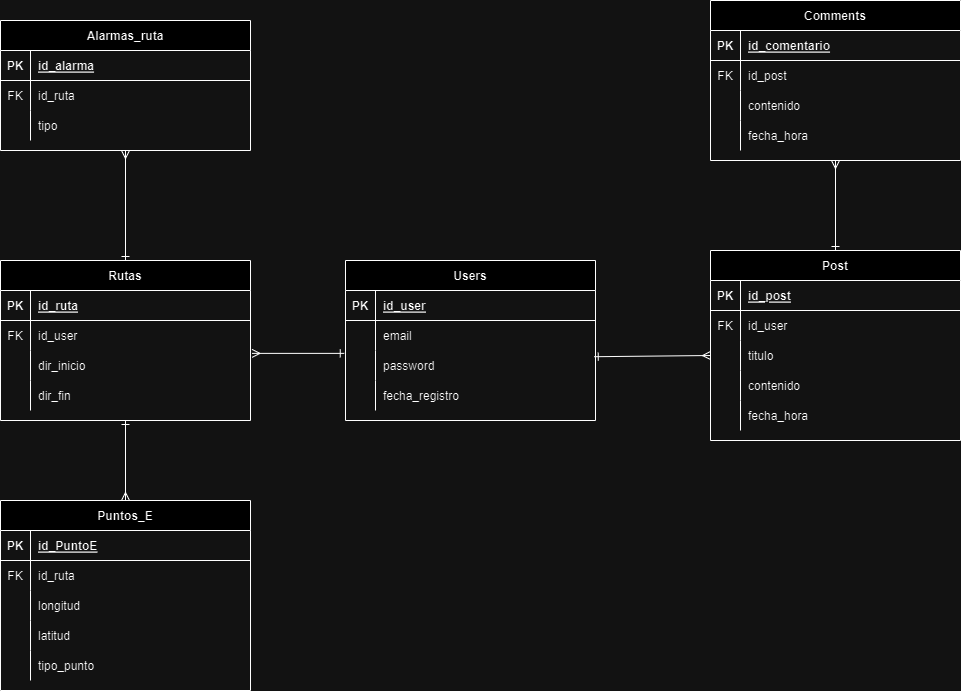 Alarmas_ruta
PK id_alarma
FK id_ruta
tipo
Comments
PK id_comentario
FK id_post
contenido
fecha_hora
Rutas
PK id_ruta
FK id_user
dir_inicio
dir_fin
Users
PK id_user
email
password
fecha_registro
Post
PK id_post
FK id_user
titulo
contenido
fecha_hora
Puntos_E
PK id_PuntoE
FK id_ruta
longitud
latitud
tipo_punto